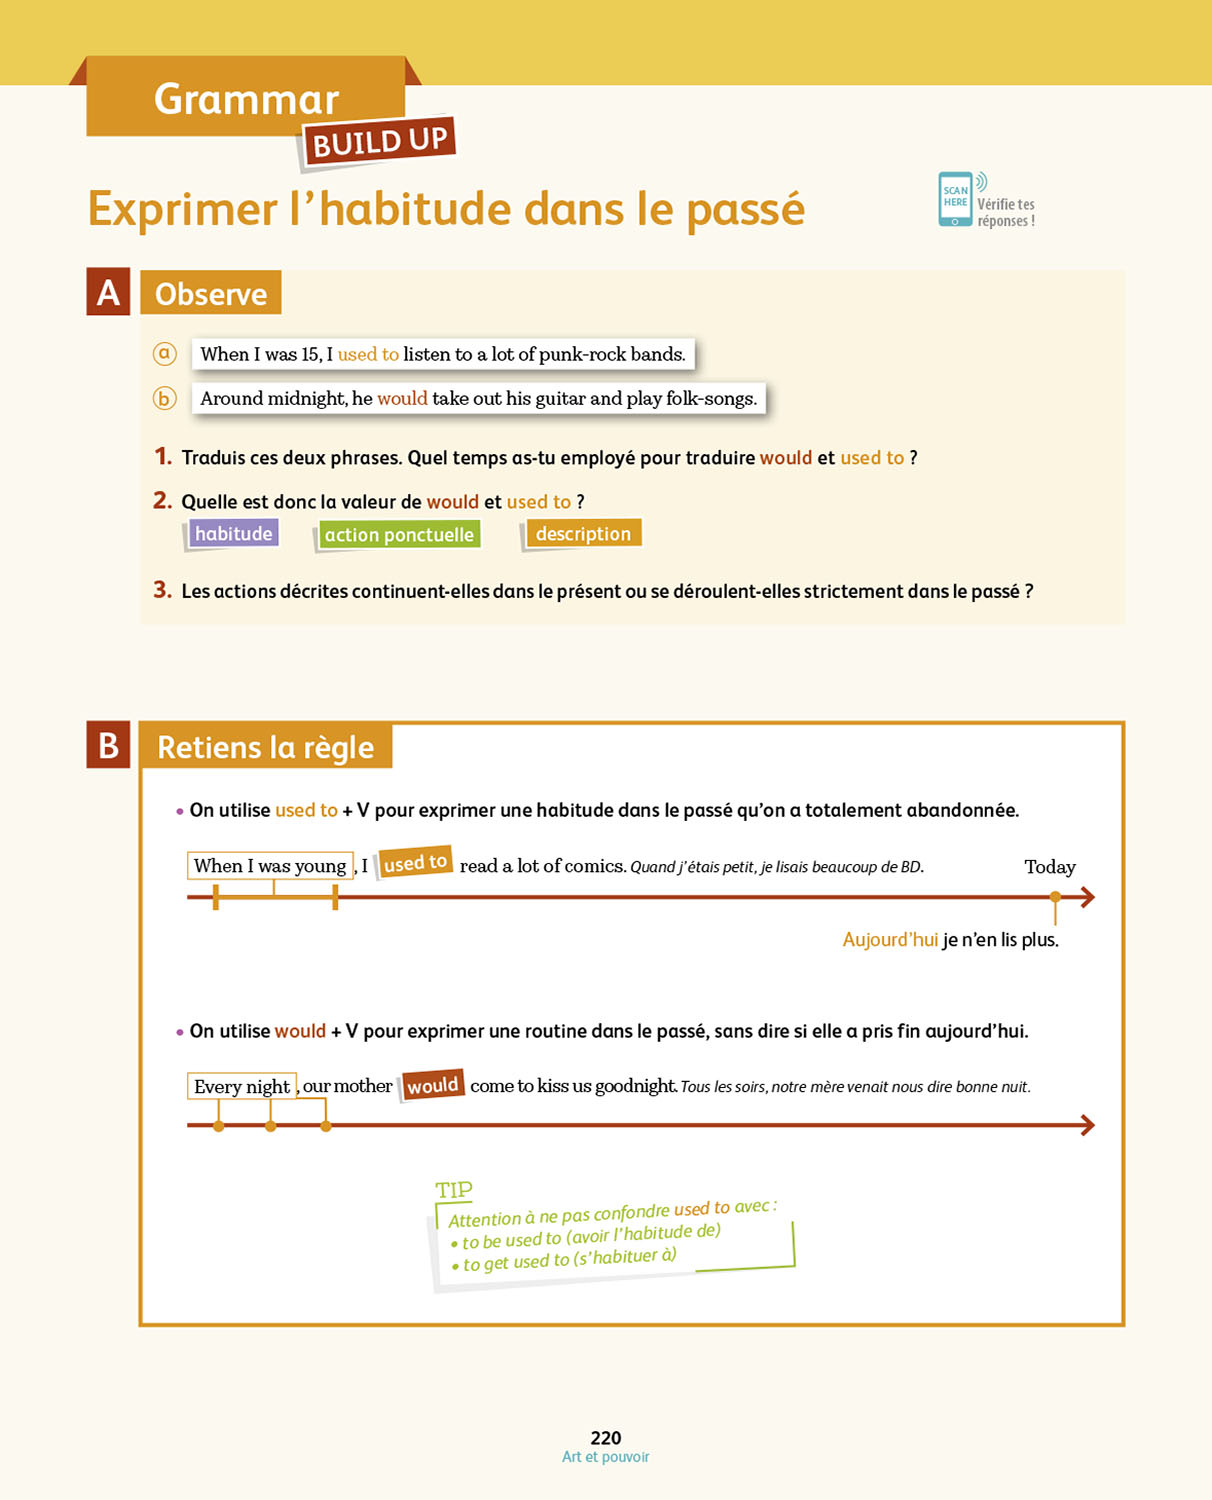 Grammar
BUILD UP
Exprimer l'habitude dans le passé
SCAN
HERE
Vérifie tes
réponses !
A
Observe
a When I was 15, I used to listen to a lot of punk-rock bands.
b Around midnight, he would take out his guitar and play folk-songs.
1. Traduis ces deux phrases. Quel temps as-tu employé pour traduire would et used to ?
2. Quelle est donc la valeur de would et used to ?
habitude action ponctuelle description
3. Les actions décrites continuent-elles dans le présent ou se déroulent-elles strictement dans le passé ?
B
Retiens la règle
• On utilise used to + V pour exprimer une habitude dans le passé qu'on a totalement abandonnée.
When I was young , I used to read a lot of comics. Quand j'étais petit, je lisais beaucoup de BD.
Today
Aujourd'hui je n'en lis plus.
• On utilise would + V pour exprimer une routine dans le passé, sans dire si elle a pris fin aujourd'hui.
Every night , our mother would come to kiss us goodnight. Tous les soirs, notre mère venait nous dire bonne nuit.
TIP
Attention à ne pas confondre used to avec :
• to be used to (avoir l'habitude de)
• to get used to (s'habituer à)
220
Art et pouvoir